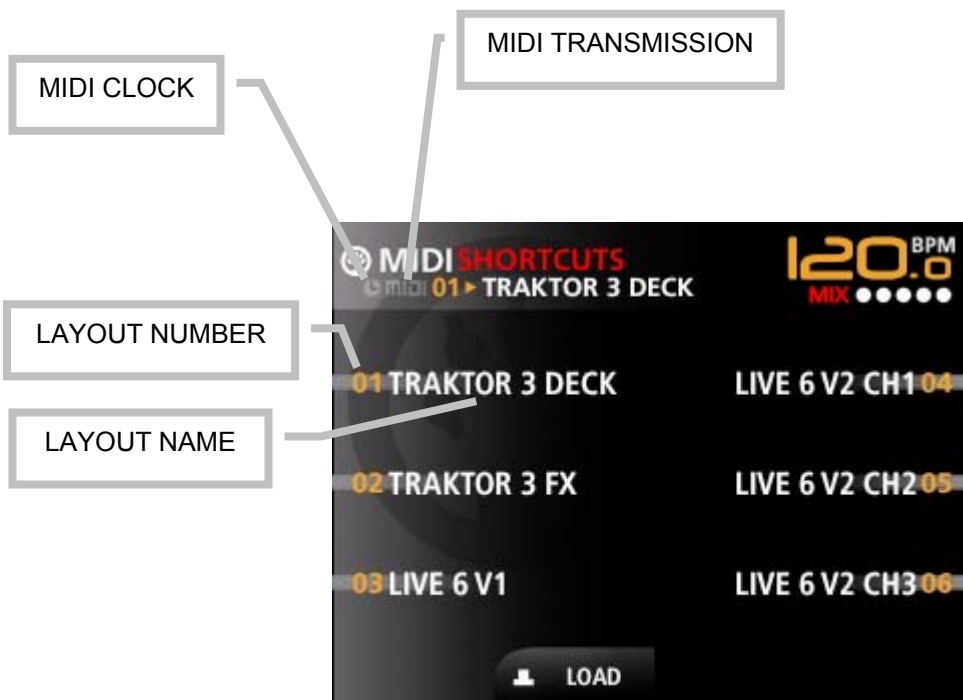 MIDI TRANSMISSION
MIDI CLOCK
MIDI SHORTCUTS
midi 01 ▸ TRAKTOR 3 DECK
120.0 BPM
MIX
LAYOUT NUMBER
01 TRAKTOR 3 DECK
LIVE 6 V2 CH1 04
LAYOUT NAME
02 TRAKTOR 3 FX
LIVE 6 V2 CH2 05
03 LIVE 6 V1
LIVE 6 V2 CH3 06
LOAD